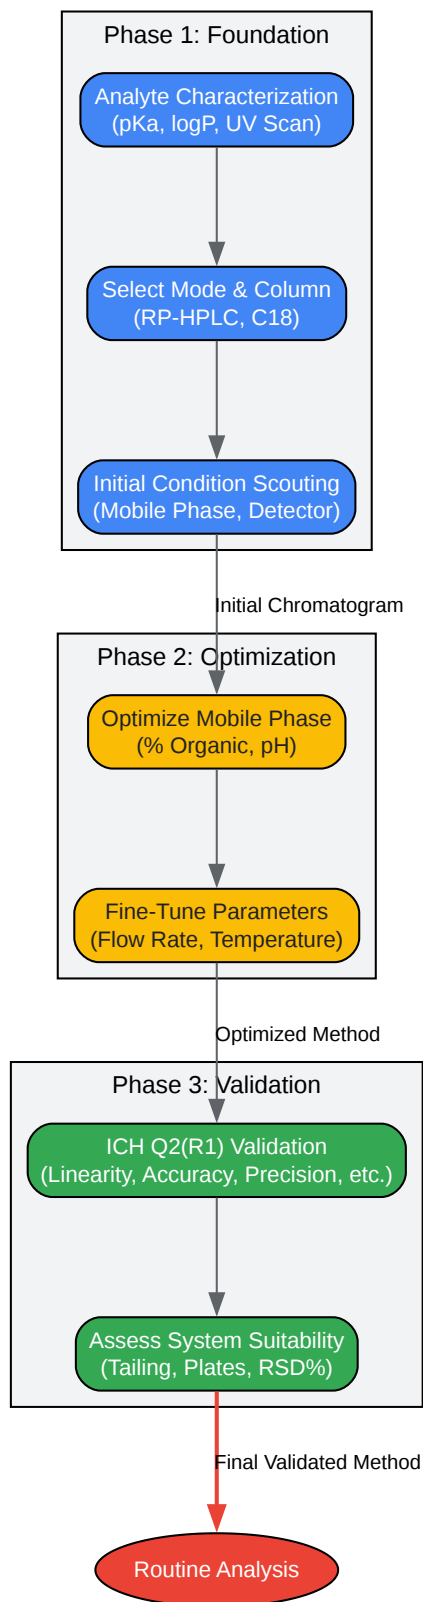 Phase 1: Foundation
Analyte Characterization
(pKa, logP, UV Scan)
Select Mode & Column
(RP-HPLC, C18)
Initial Condition Scouting
(Mobile Phase, Detector)
Initial Chromatogram
Phase 2: Optimization
Optimize Mobile Phase
(% Organic, pH)
Fine-Tune Parameters
(Flow Rate, Temperature)
Optimized Method
Phase 3: Validation
ICH Q2(R1) Validation
(Linearity, Accuracy, Precision, etc.)
Assess System Suitability
(Tailing, Plates, RSD%)
Final Validated Method
Routine Analysis